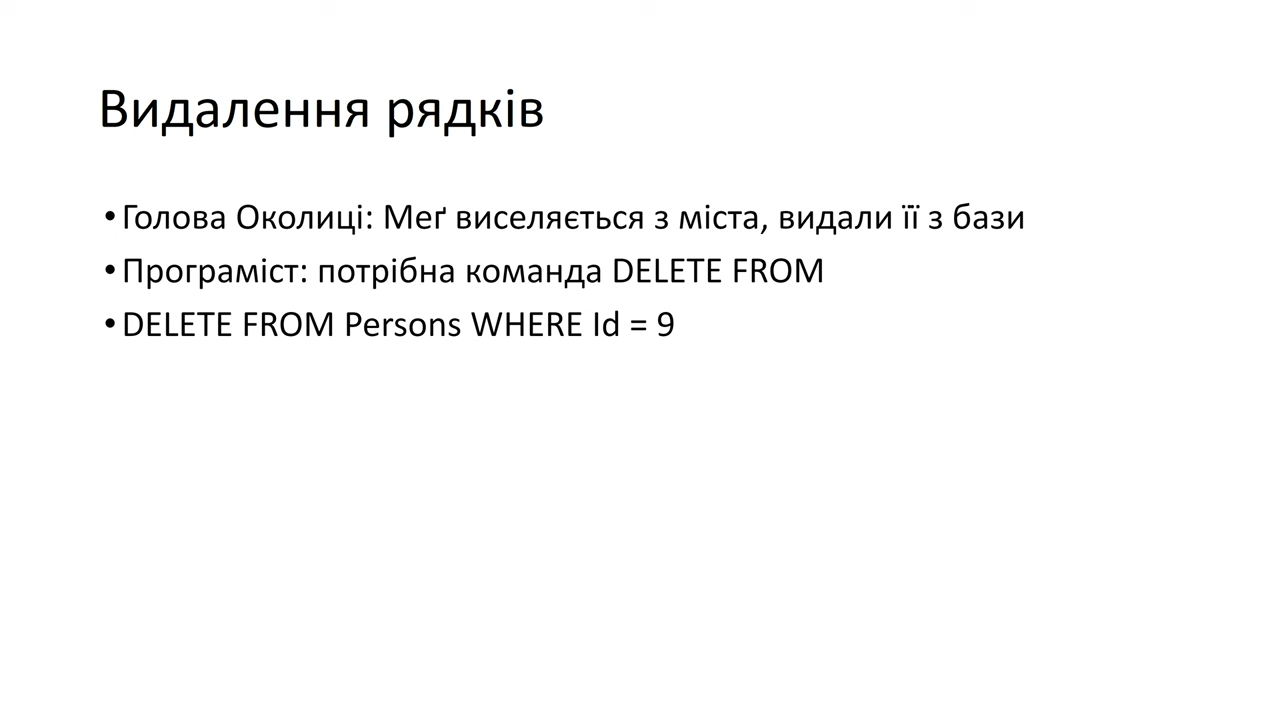 Видалення рядків
•Голова Околиці: Меґ виселяється з міста, видали її з бази
•Програміст: потрібна команда DELETE FROM
•DELETE FROM Persons WHERE Id = 9